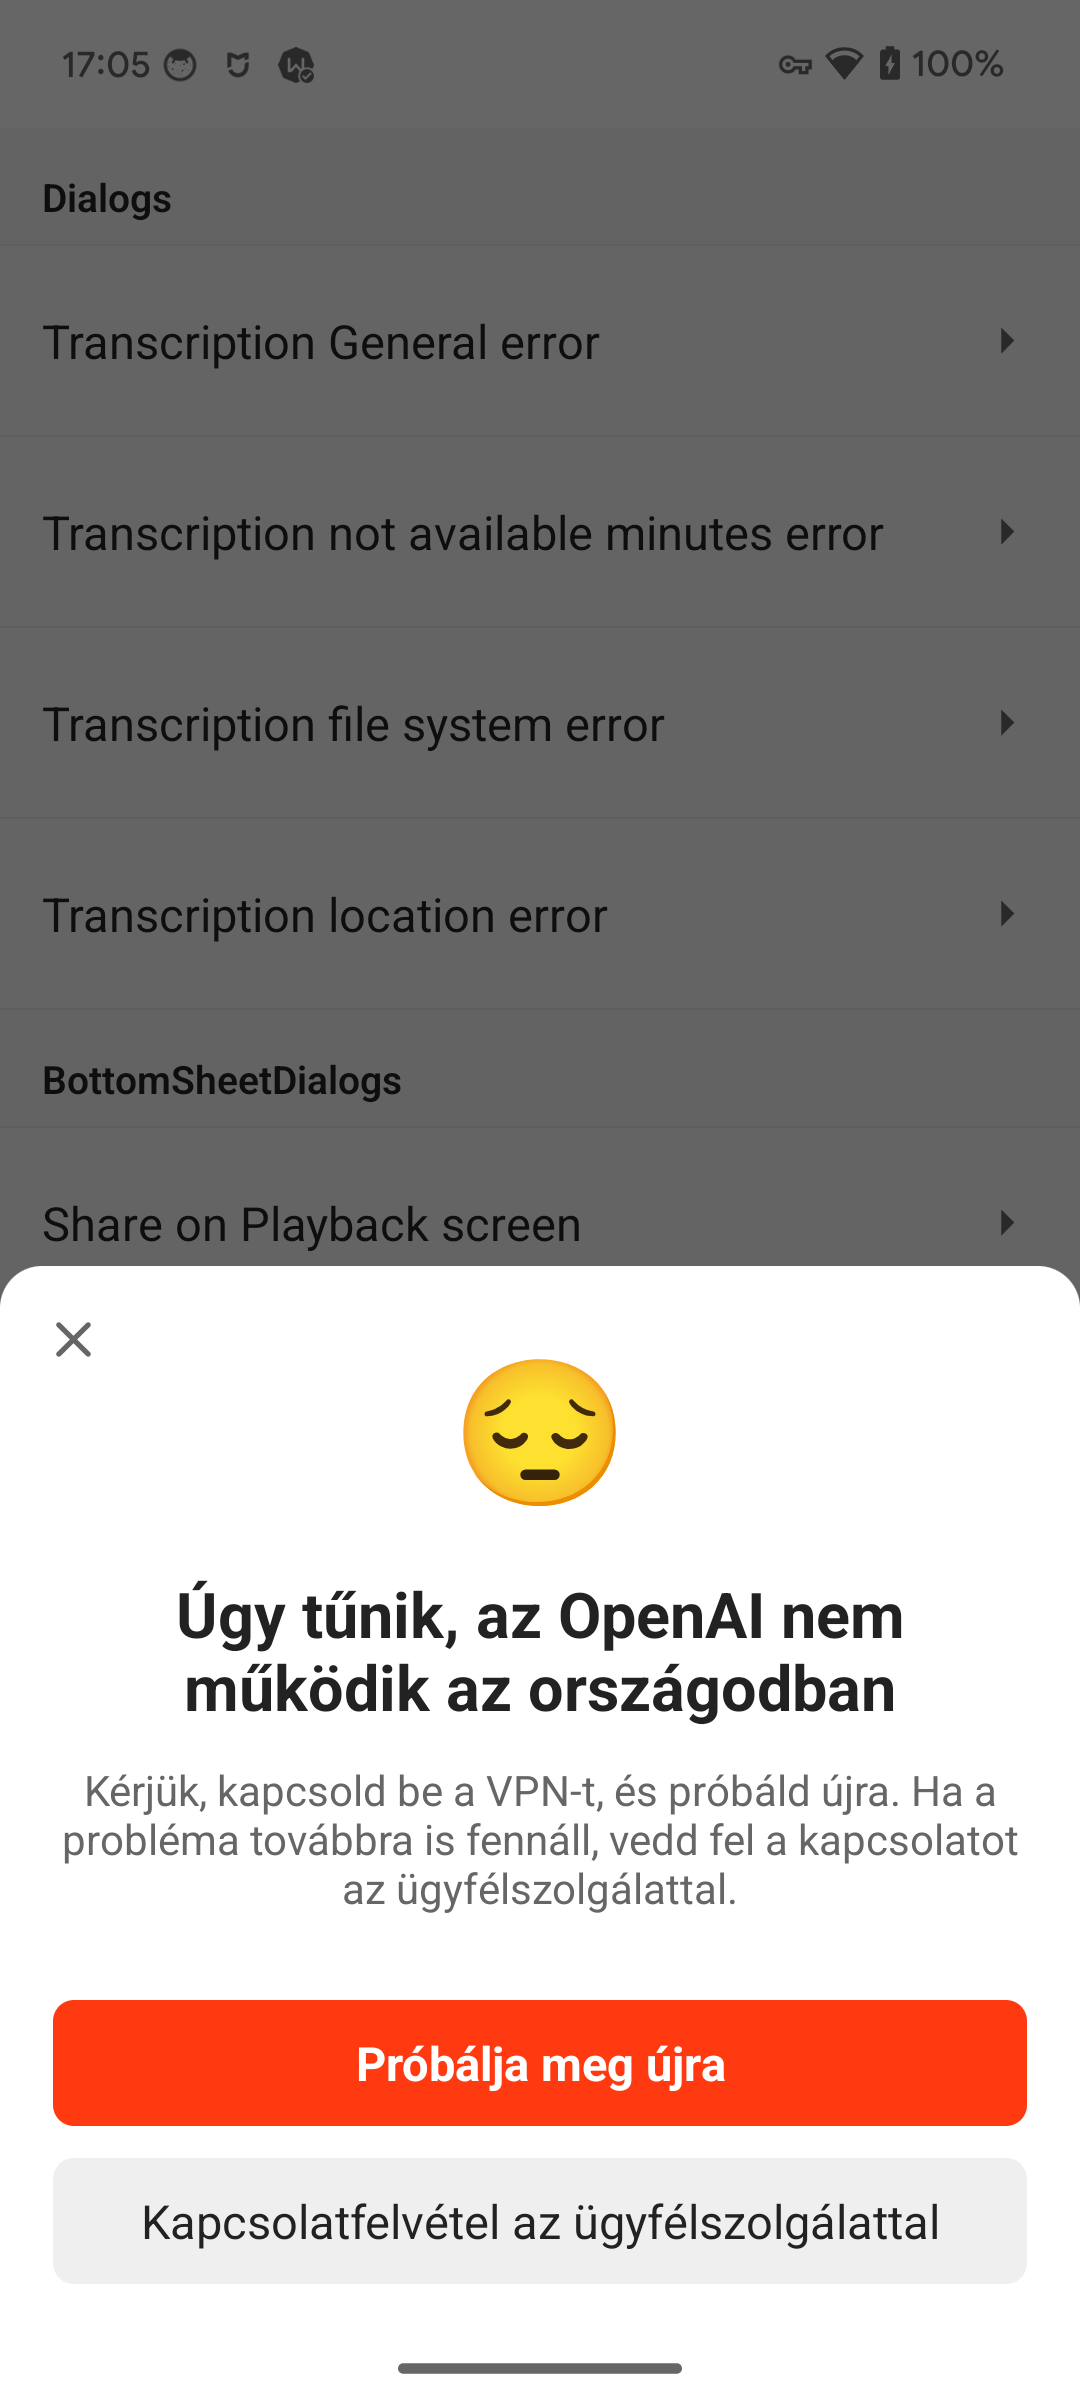 17:05
100%
Dialogs
Transcription General error
Transcription not available minutes error
Transcription file system error
Transcription location error
BottomSheetDialogs
Share on Playback screen
Úgy tűnik, az OpenAI nem
működik az országodban
Kérjük, kapcsold be a VPN-t, és próbáld újra. Ha a
probléma továbbra is fennáll, vedd fel a kapcsolatot
az ügyfélszolgálattal.
Próbálja meg újra
Kapcsolatfelvétel az ügyfélszolgálattal